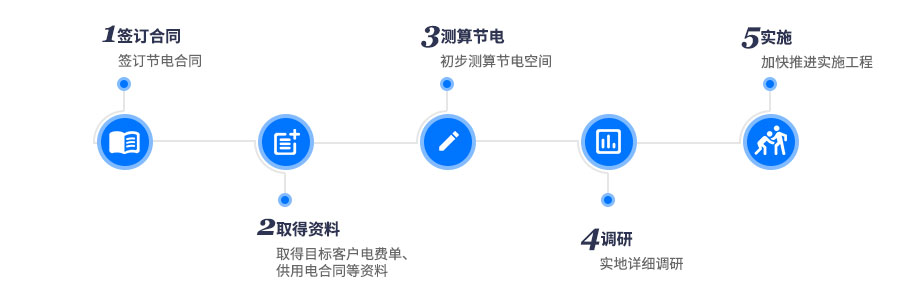 1签订合同
签订节电合同
2取得资料
取得目标客户电费单、
供用电合同等资料
3测算节电
初步测算节电空间
4调研
实地详细调研
5实施
加快推进实施工程